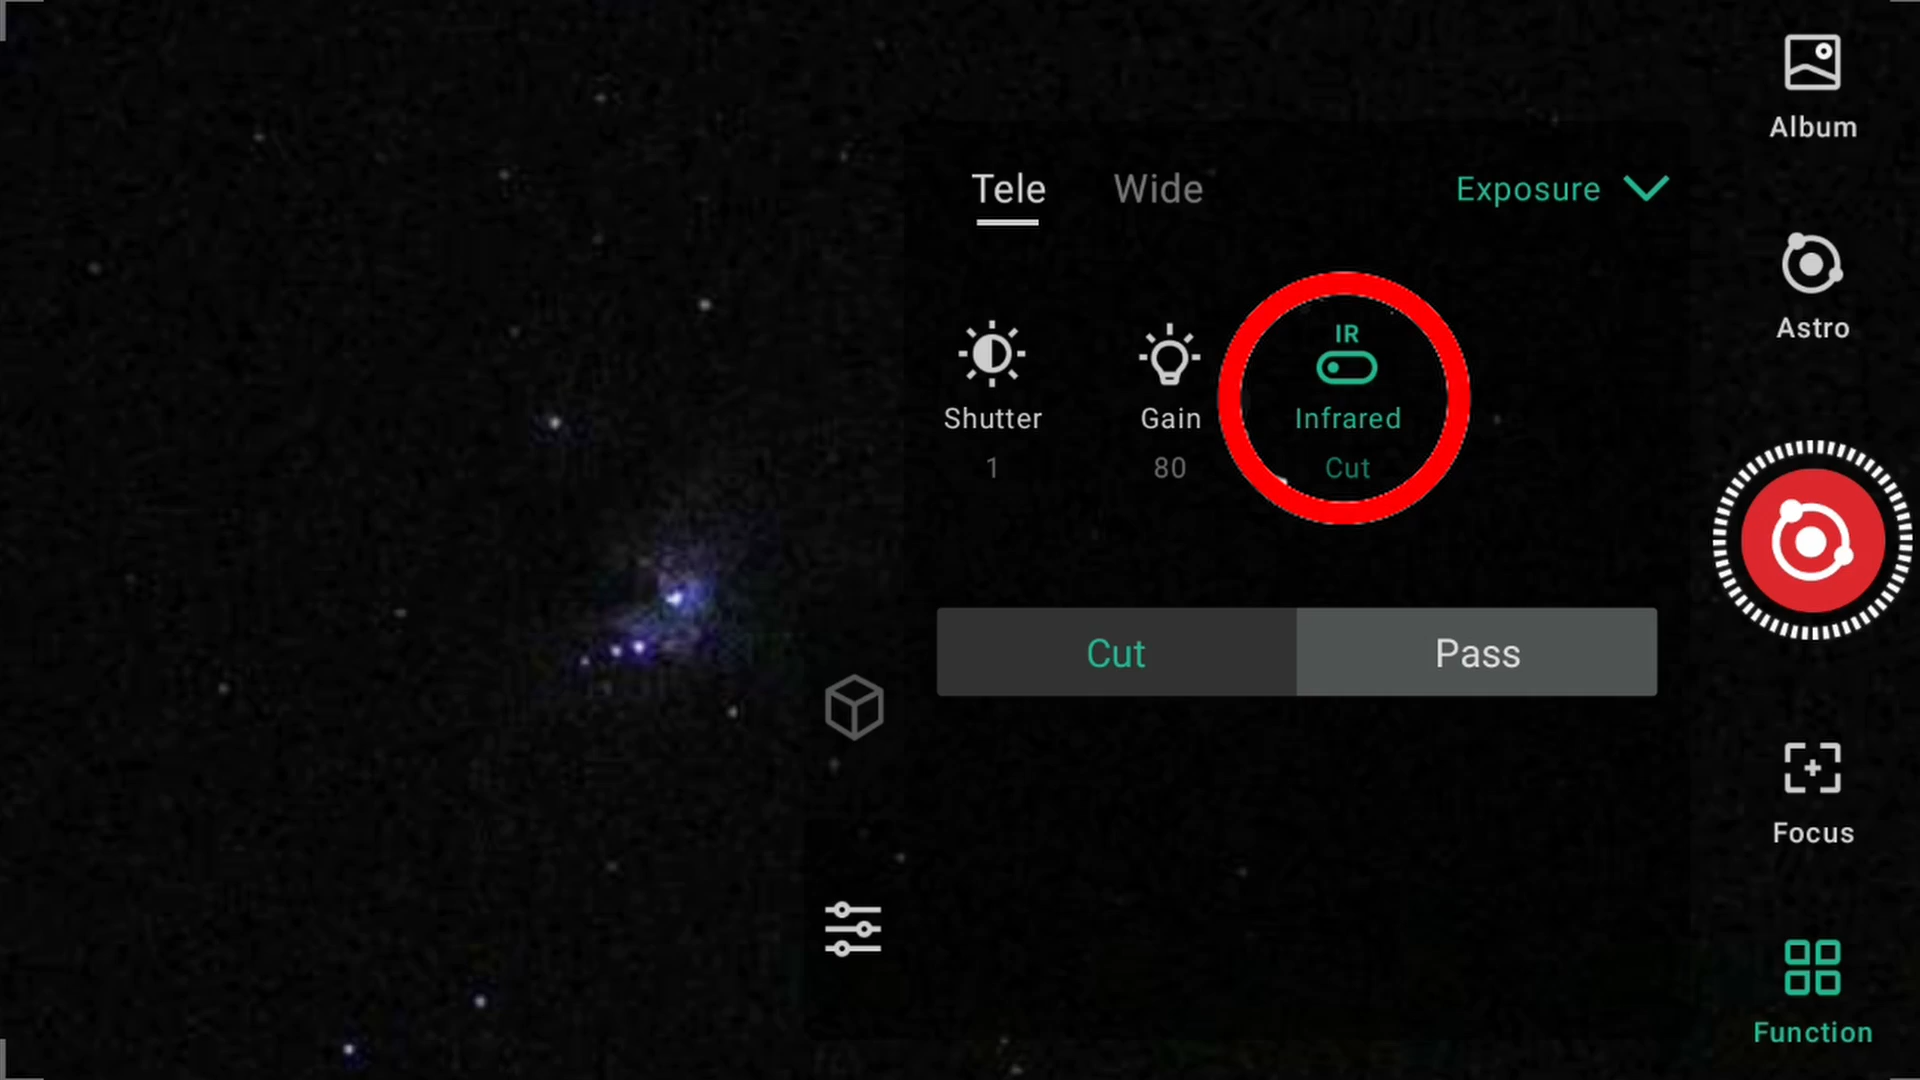 Tele Wide Exposure
IR
Shutter Gain Infrared
1 80 Cut
Cut Pass
Album
Astro
Focus
Function